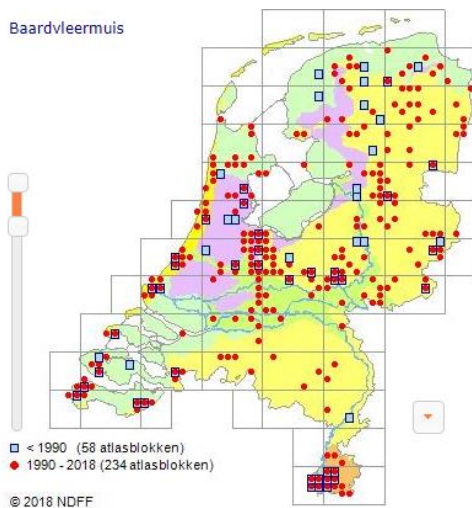 Baardvleermuis
< 1990 (58 atlasblokken)
1990 - 2018 (234 atlasblokken)
© 2018 NDFF